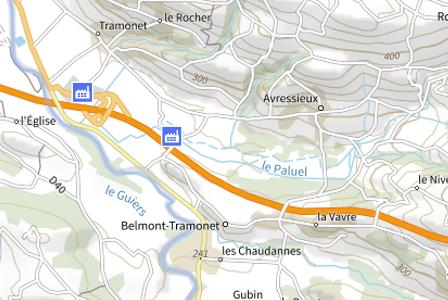 le Rocher
Tramonet
Ro
400
300
Avressieux
l'Église
le Paluel
D40
le Guiers
le Nive
la Vavre
Belmont-Tramonet
les Chaudannes
241
300
Gubin